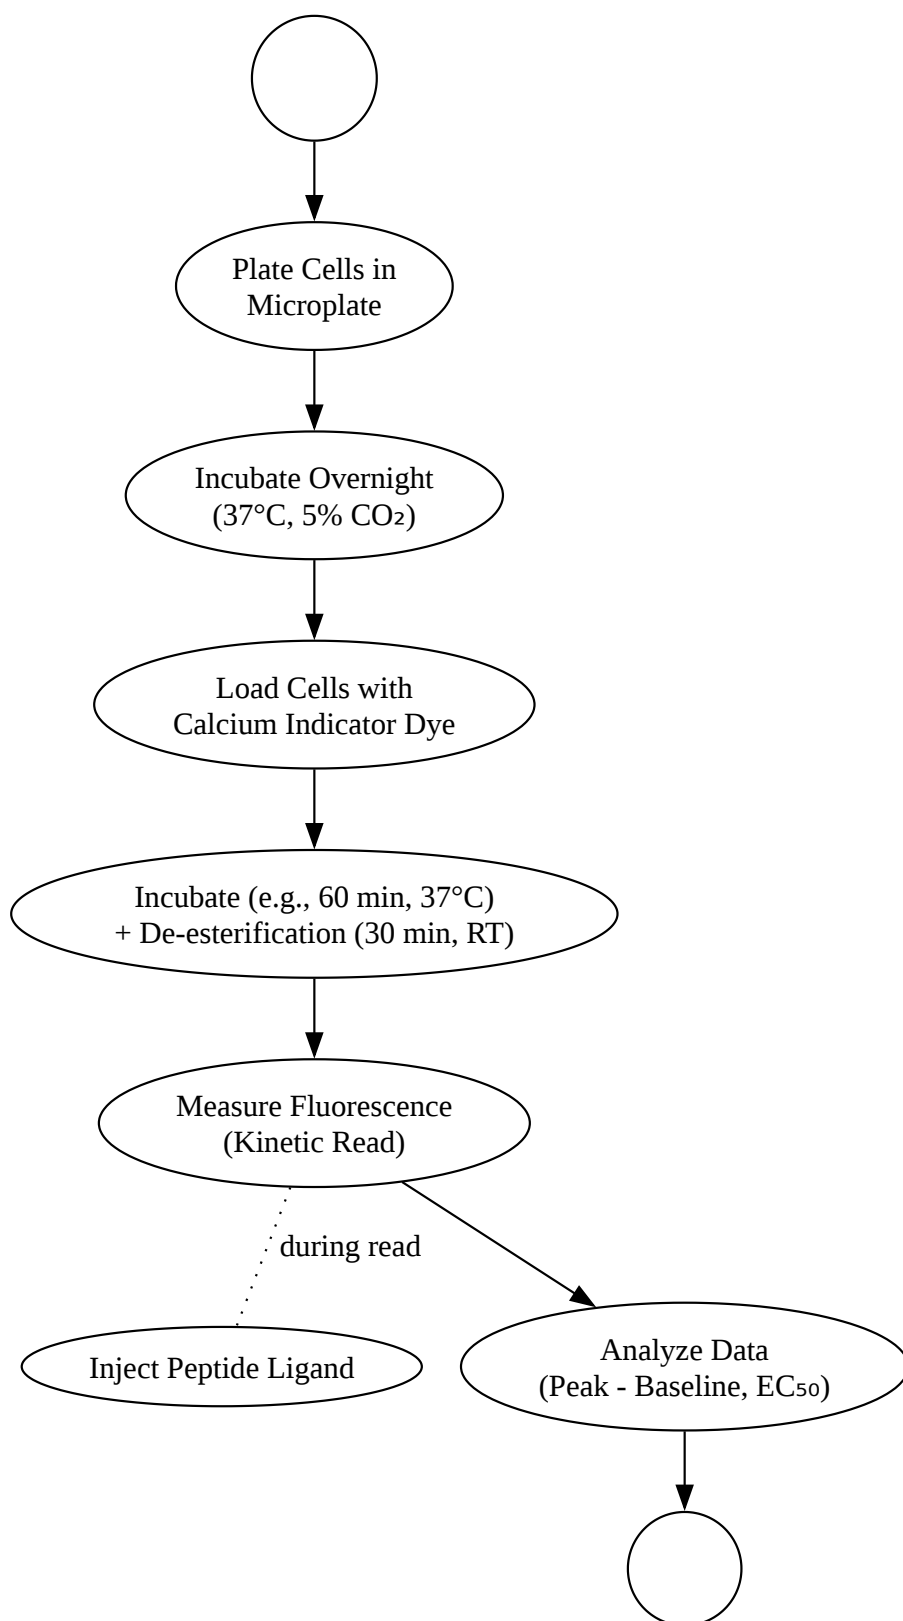 Plate Cells in
Microplate
Incubate Overnight
(37°C, 5% CO₂)
Load Cells with
Calcium Indicator Dye
Incubate (e.g., 60 min, 37°C)
+ De-esterification (30 min, RT)
Measure Fluorescence
(Kinetic Read)
during read
Inject Peptide Ligand
Analyze Data
(Peak - Baseline, EC₅₀)